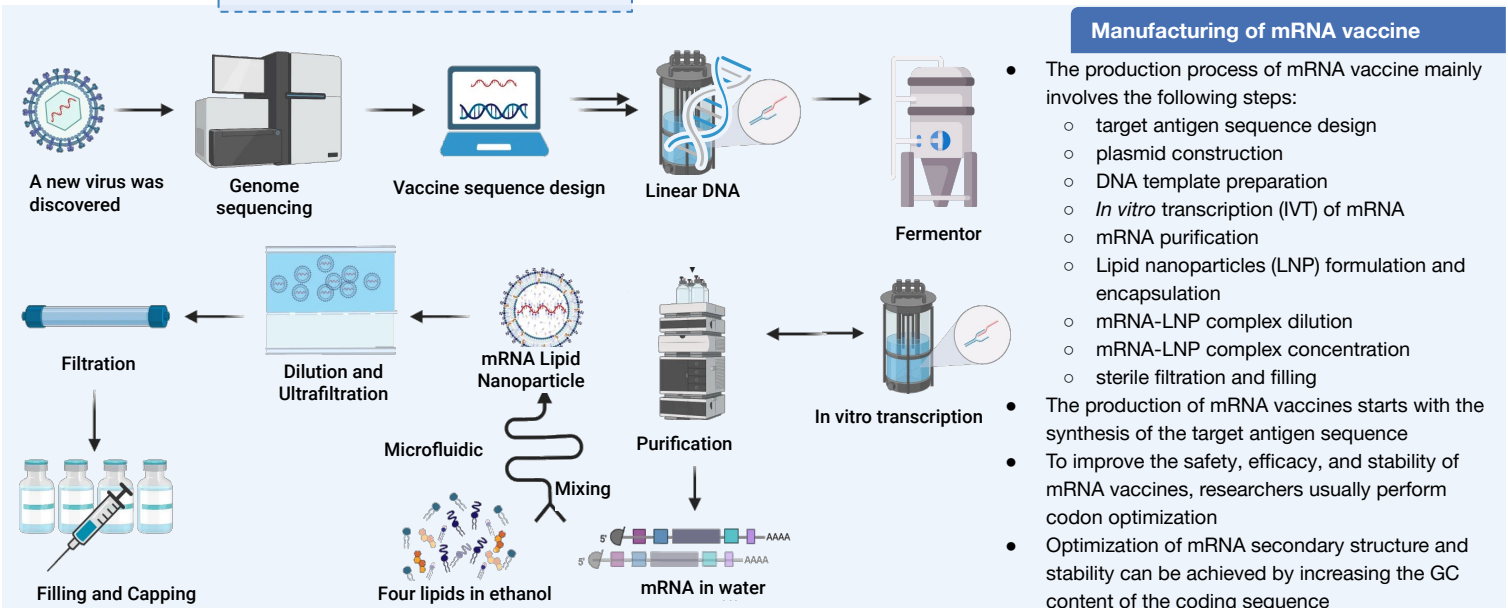 Manufacturing of mRNA vaccine
A new virus was
discovered
Genome
sequencing
Vaccine sequence design
Linear DNA
Fermentor
Filtration
Dilution and
Ultrafiltration
mRNA Lipid
Nanoparticle
Purification
In vitro transcription
Microfluidic
Mixing
5' AAAA
5' AAAA
Filling and Capping
Four lipids in ethanol
mRNA in water
● The production process of mRNA vaccine mainly
involves the following steps:
○ target antigen sequence design
○ plasmid construction
○ DNA template preparation
○ In vitro transcription (IVT) of mRNA
○ mRNA purification
○ Lipid nanoparticles (LNP) formulation and
encapsulation
○ mRNA-LNP complex dilution
○ mRNA-LNP complex concentration
○ sterile filtration and filling
● The production of mRNA vaccines starts with the
synthesis of the target antigen sequence
● To improve the safety, efficacy, and stability of
mRNA vaccines, researchers usually perform
codon optimization
● Optimization of mRNA secondary structure and
stability can be achieved by increasing the GC
content of the coding sequence